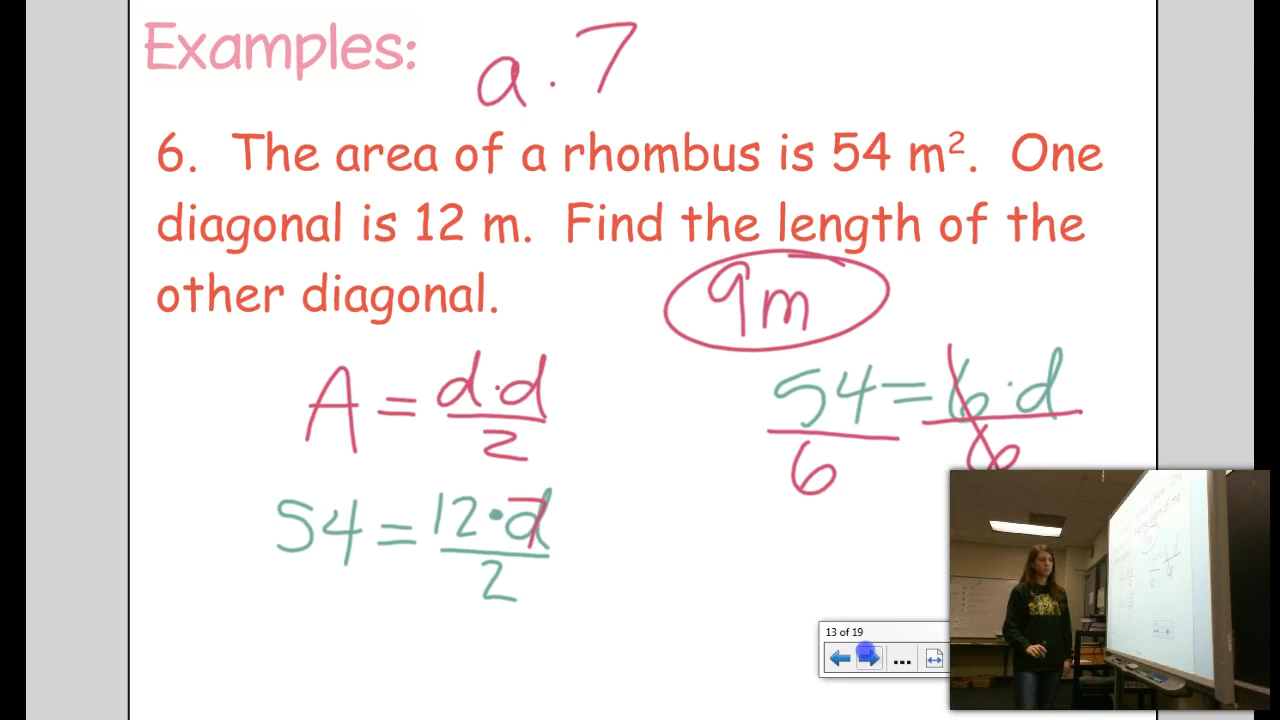 Examples:
a.7
6. The area of a rhombus is 54 m². One
diagonal is 12 m. Find the length of the
other diagonal.
9m
A = d·d/2
54 = 6·d
6 6
54 = 12·d/2
13 of 19
...